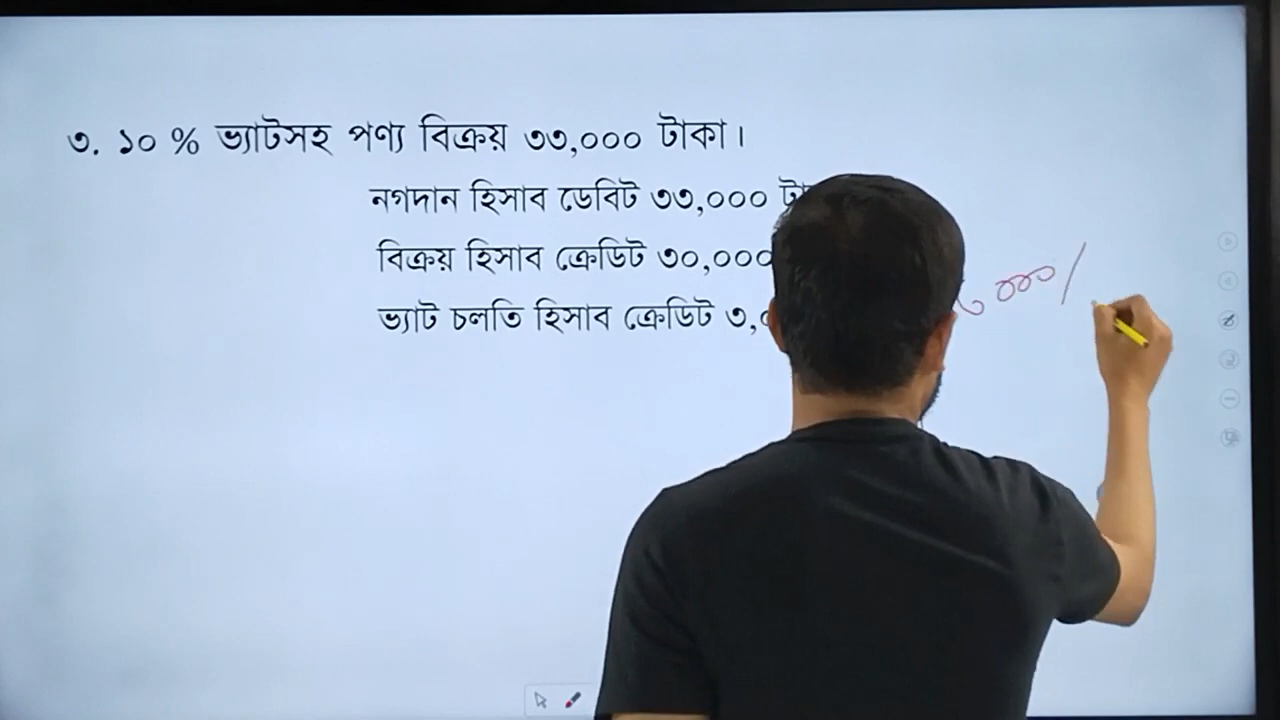 ৩. ১০ % ভ্যাটসহ পণ্য বিক্রয় ৩৩,০০০ টাকা।
নগদান হিসাব ডেবিট ৩৩,০০০
বিক্রয় হিসাব ক্রেডিট ৩০,০০০
ভ্যাট চলতি হিসাব ক্রেডিট